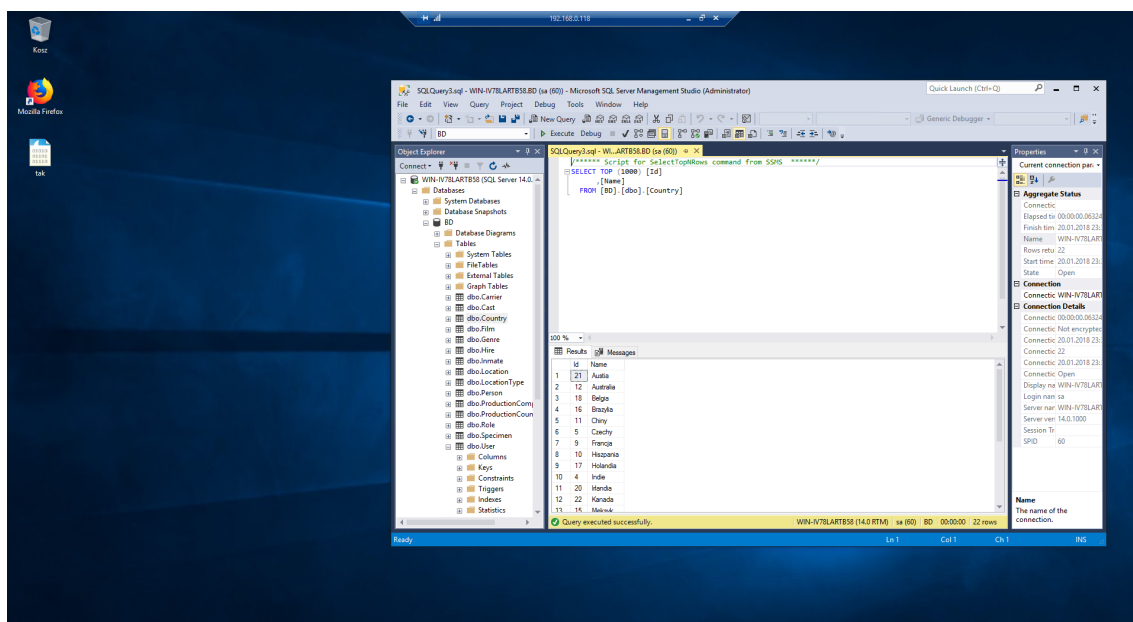 192.168.0.118
Kosz
Mozilla Firefox
tak
SQLQuery3.sql - WIN-IV78LARTB58.BD (sa (60)) - Microsoft SQL Server Management Studio (Administrator)
Quick Launch (Ctrl+Q)
File Edit View Query Project Debug Tools Window Help
New Query
Generic Debugger
BD
Execute Debug
Object Explorer
Connect
WIN-IV78LARTB58 (SQL Server 14.0.
Databases
System Databases
Database Snapshots
BD
Database Diagrams
Tables
System Tables
FileTables
External Tables
Graph Tables
dbo.Carrier
dbo.Cast
dbo.Country
dbo.Film
dbo.Genre
dbo.Hire
dbo.Inmate
dbo.Location
dbo.LocationType
dbo.Person
dbo.ProductionComp
dbo.ProductionCoun
dbo.Role
dbo.Specimen
dbo.User
Columns
Keys
Constraints
Triggers
Indexes
Statistics
SQLQuery3.sql - WI...ARTB58.BD (sa (60))
/****** Script for SelectTopNRows command from SSMS ******/
SELECT TOP (1000) [Id]
,[Name]
FROM [BD].[dbo].[Country]
100 %
Results Messages
Id Name
1 21 Austia
2 12 Australia
3 18 Belgia
4 16 Brazylia
5 11 Chiny
6 5 Czechy
7 9 Francja
8 10 Hiszpania
9 17 Holandia
10 4 Indie
11 20 Irlandia
12 22 Kanada
13 15 Meksyk
Query executed successfully. WIN-IV78LARTB58 (14.0 RTM) sa (60) BD 00:00:00 22 rows
Properties
Current connection para
Aggregate Status
Connectic
Elapsed tin 00:00:00.06324
Finish tim 20.01.2018 23:
Name WIN-IV78LART
Rows retu 22
Start time 20.01.2018 23:
State Open
Connection
Connectic WIN-IV78LART
Connection Details
Connectic 00:00:00.06324
Connectic Not encrypted
Connectic 20.01.2018 23:
Connectic 22
Connectic 20.01.2018 23:
Connectic Open
Display na WIN-IV78LART
Login nan sa
Server nar WIN-IV78LART
Server ver 14.0.1000
Session Tr
SPID 60
Name
The name of the
connection.
Ready Ln 1 Col 1 Ch 1 INS